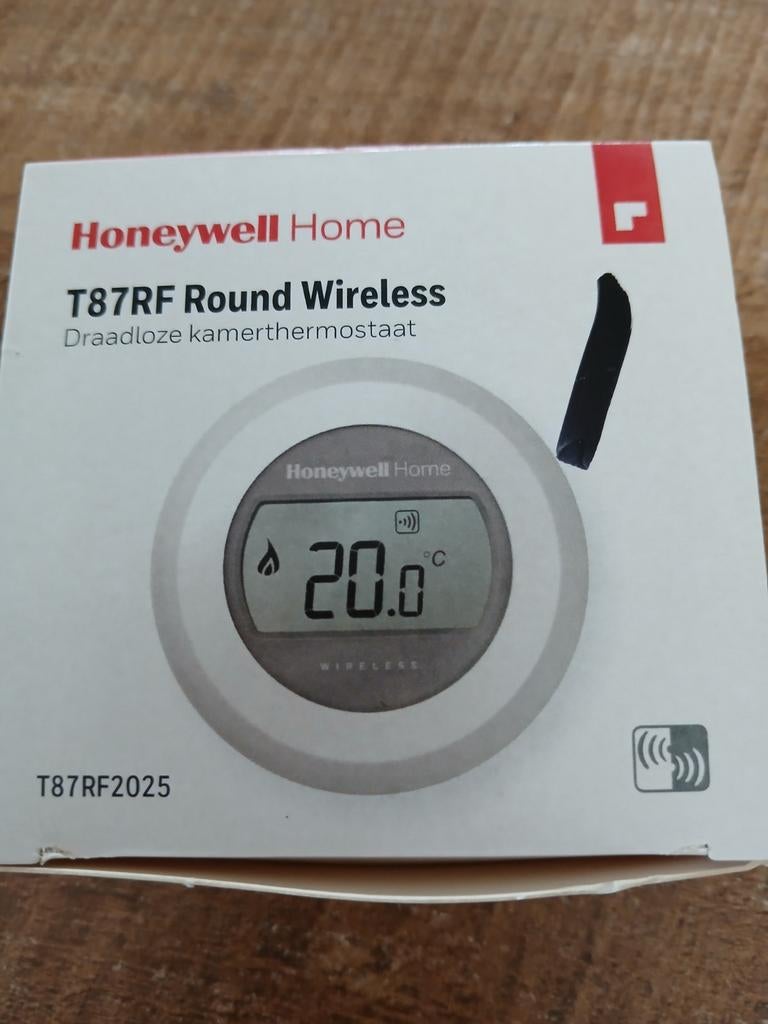 Honeywell Home
T87RF Round Wireless
Draadloze kamerthermostaat
Honeywell Home
20.0 °C
WIRELESS
T87RF2025